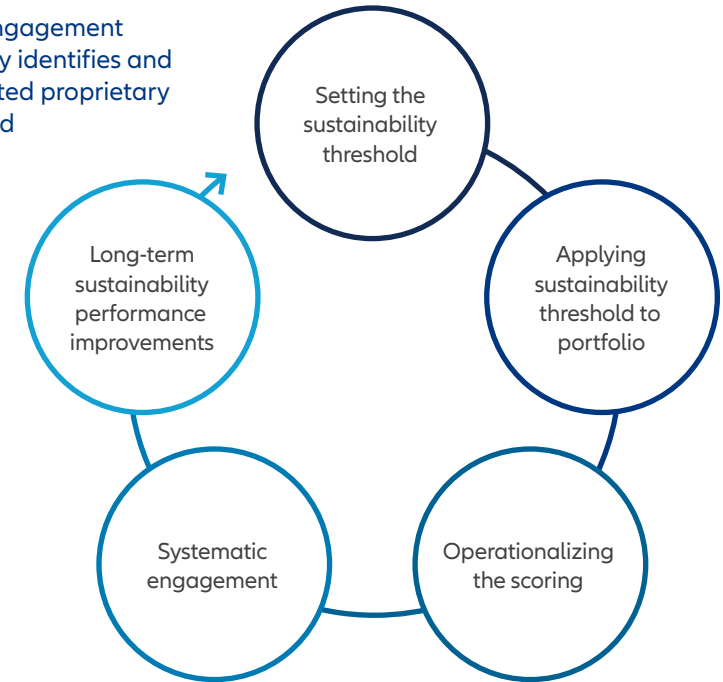 ngagement
y identifies and
ted proprietary
d
Setting the
sustainability
threshold
Applying
sustainability
threshold to
portfolio
Operationalizing
the scoring
Systematic
engagement
Long-term
sustainability
performance
improvements